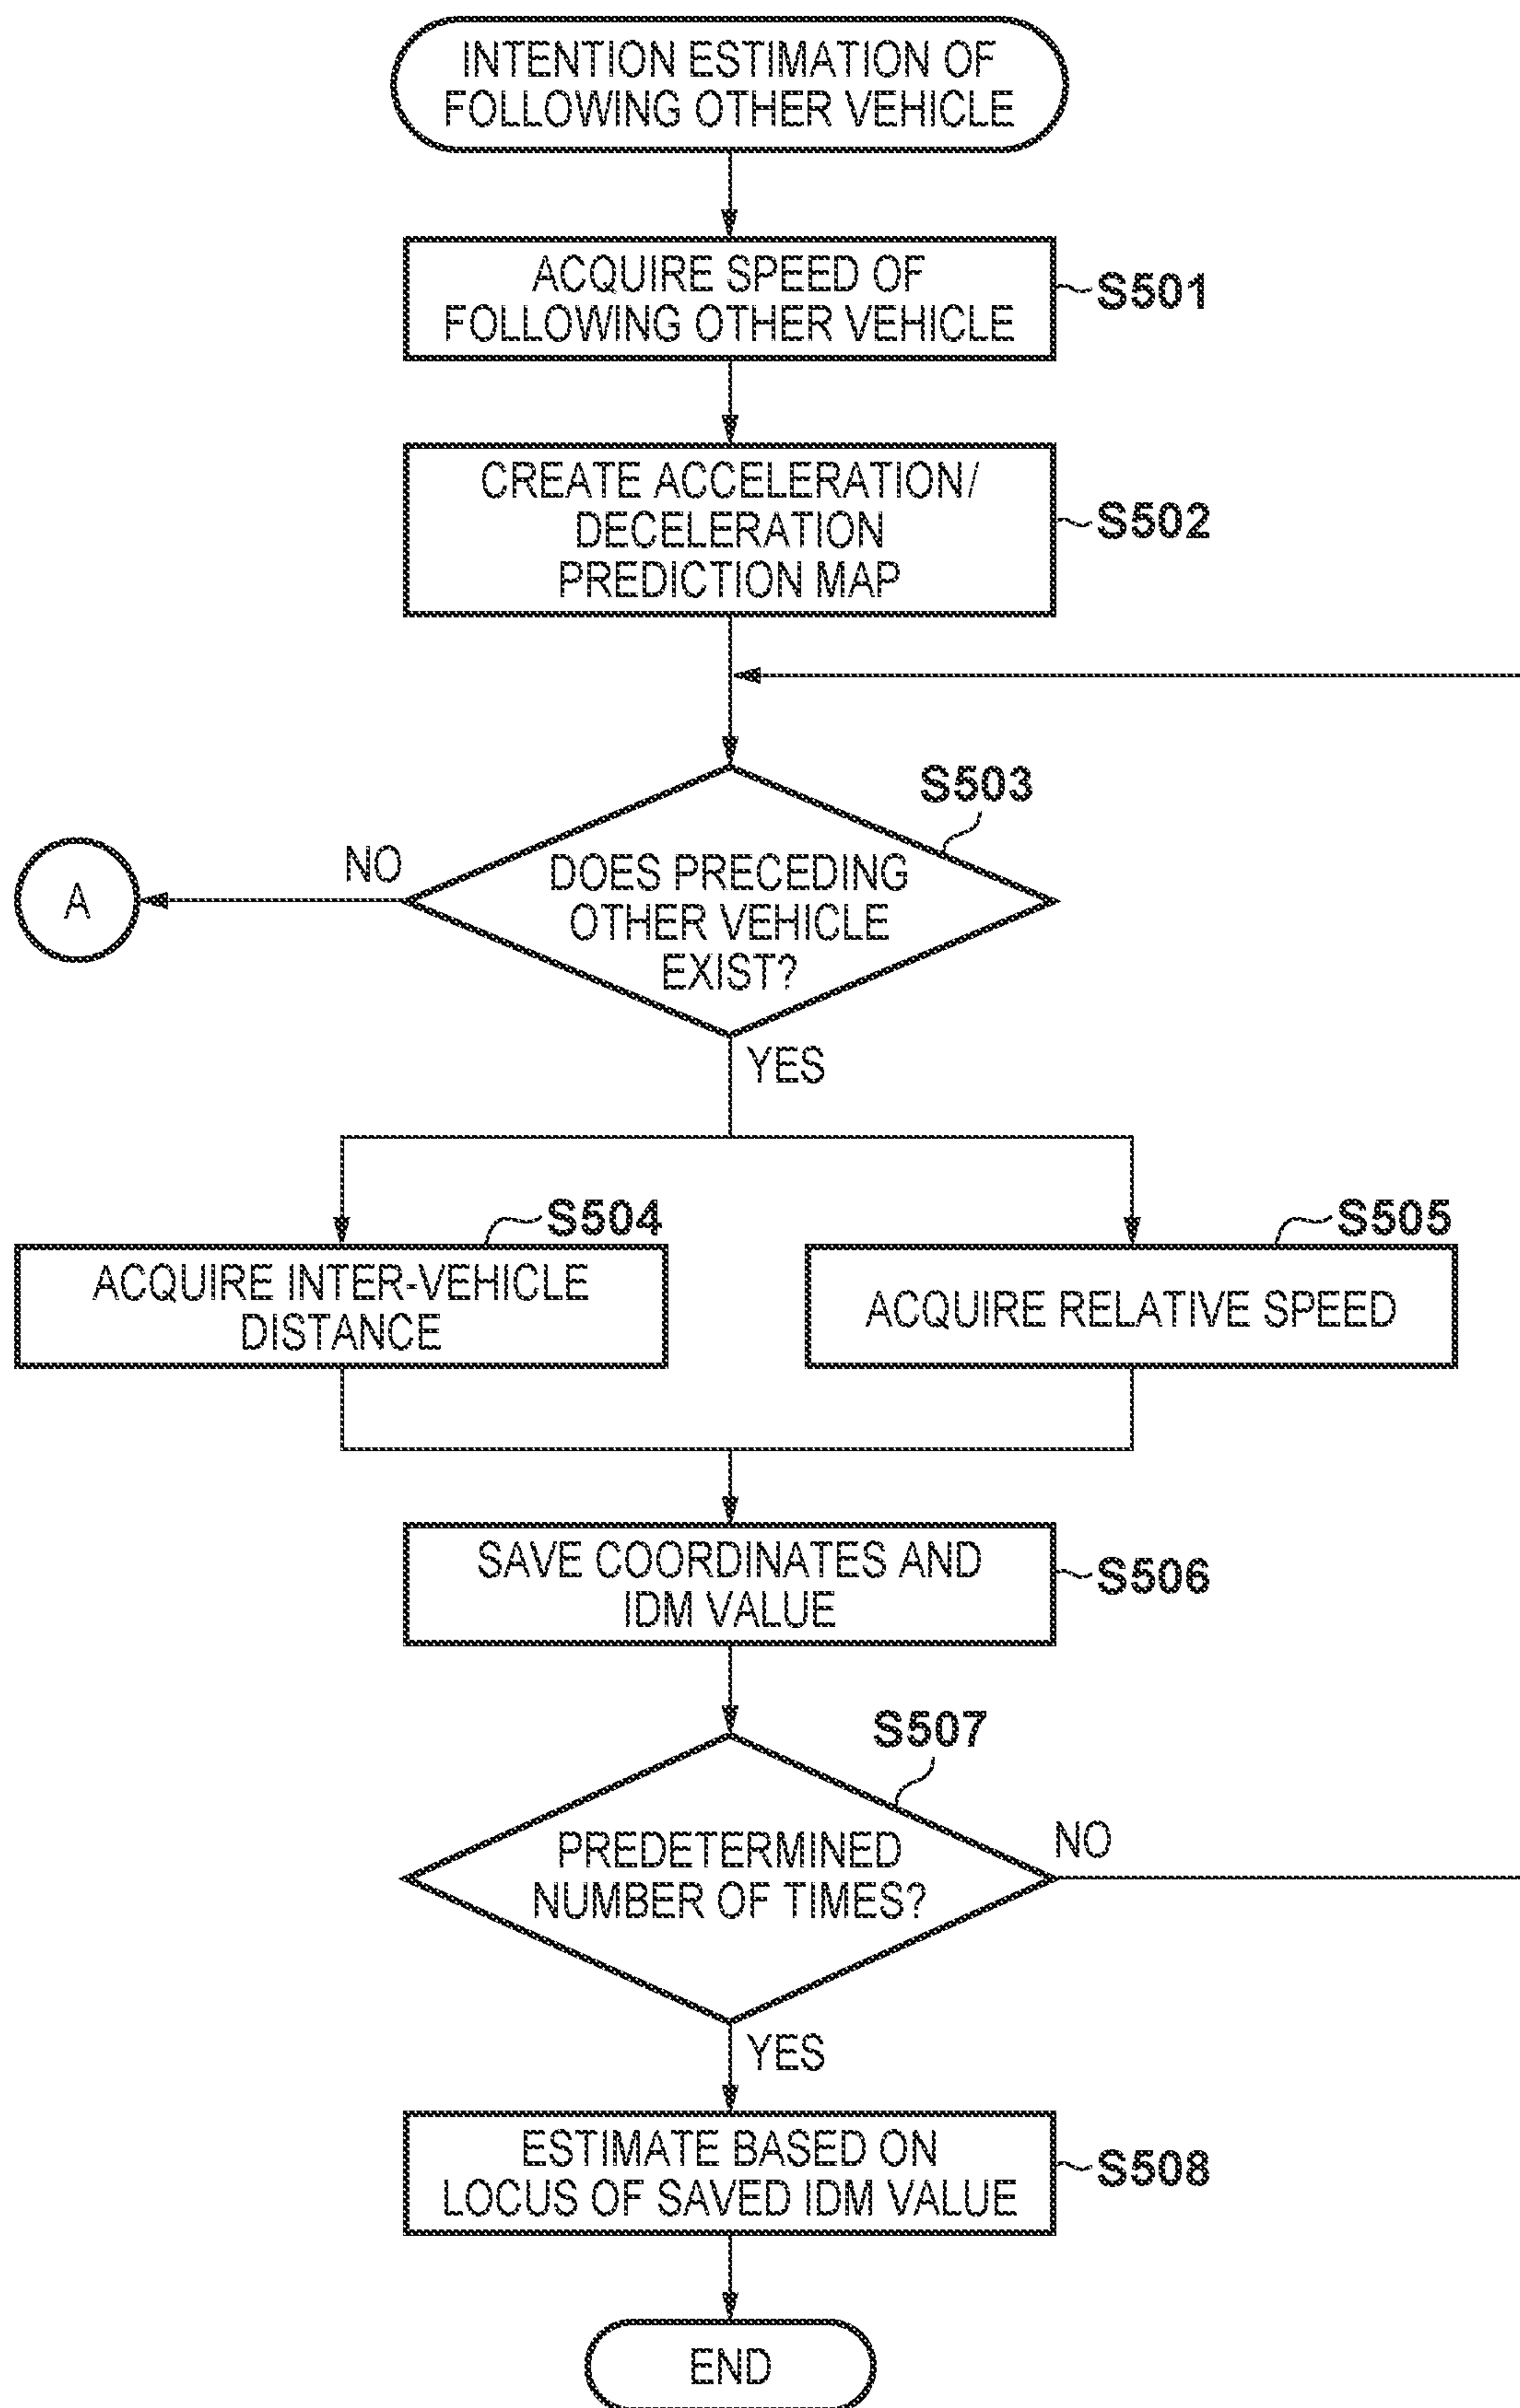 INTENTION ESTIMATION OF
FOLLOWING OTHER VEHICLE
ACQUIRE SPEED OF
FOLLOWING OTHER VEHICLE
S501
CREATE ACCELERATION/
DECELERATION
PREDICTION MAP
S502
S503
NO
A
DOES PRECEDING
OTHER VEHICLE
EXIST?
YES
S504
ACQUIRE INTER-VEHICLE
DISTANCE
S505
ACQUIRE RELATIVE SPEED
SAVE COORDINATES AND
IDM VALUE
S506
S507
PREDETERMINED
NUMBER OF TIMES?
NO
YES
ESTIMATE BASED ON
LOCUS OF SAVED IDM VALUE
S508
END